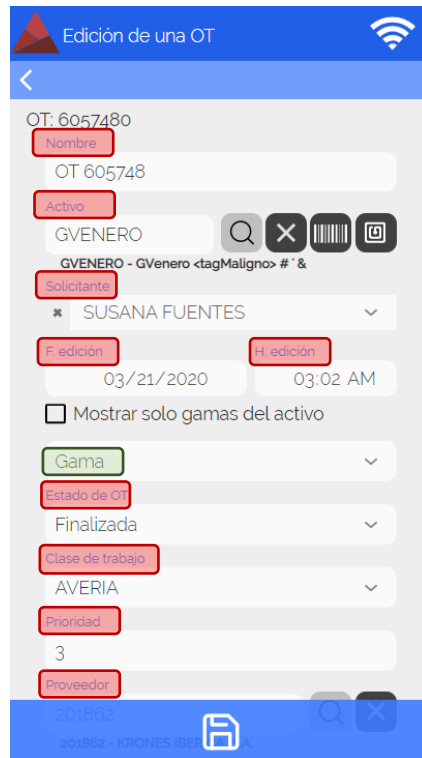 Edición de una OT
OT: 6057480
Nombre
OT 605748
Activo
GVENERO
GVENERO - GVenero <tagMaligno> # ' &
Solicitante
SUSANA FUENTES
F. edición H. edición
03/21/2020 03:02 AM
Mostrar solo gamas del activo
Gama
Estado de OT
Finalizada
Clase de trabajo
AVERIA
Prioridad
3
Proveedor
201862
201862 - KRONES